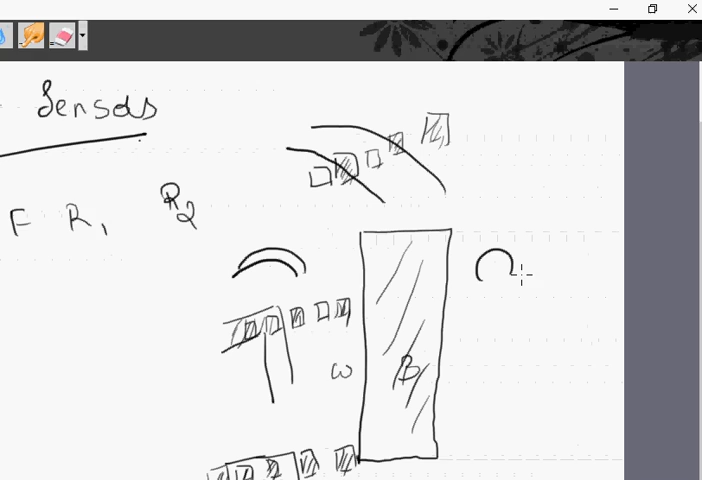 Sensors
F R, R2
ω
B